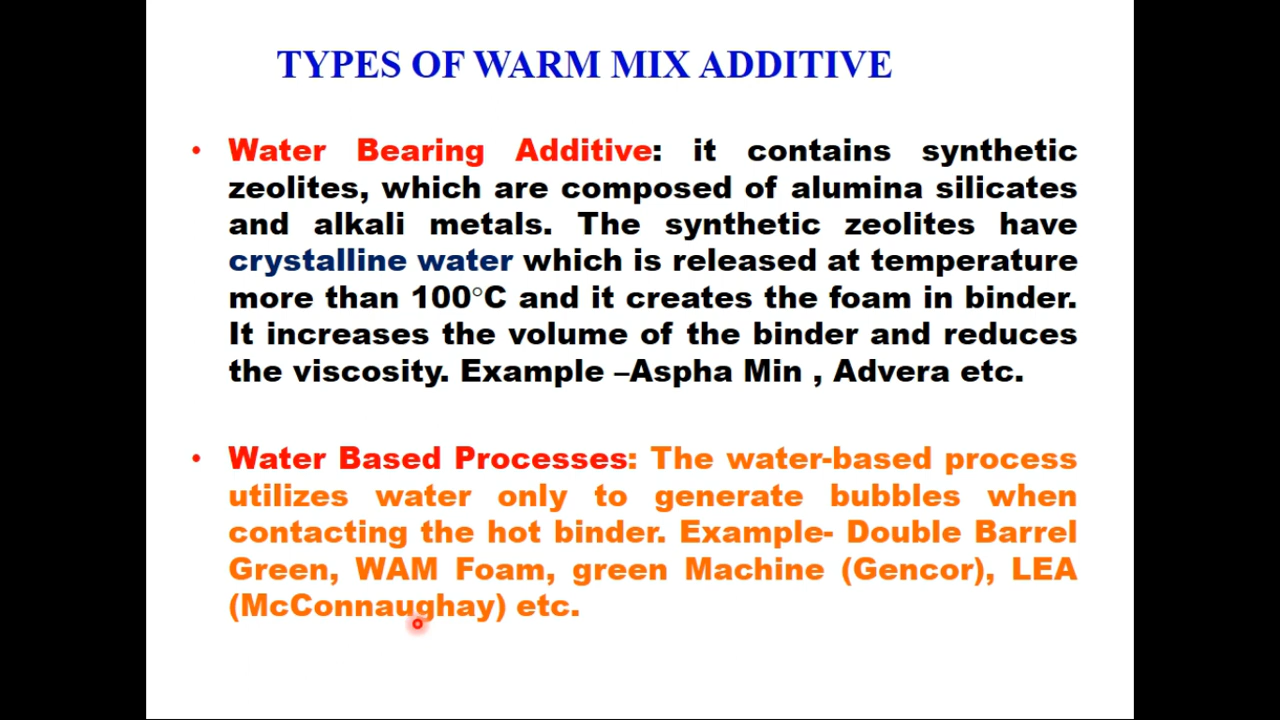 TYPES OF WARM MIX ADDITIVE
• Water Bearing Additive: it contains synthetic
zeolites, which are composed of alumina silicates
and alkali metals. The synthetic zeolites have
crystalline water which is released at temperature
more than 100°C and it creates the foam in binder.
It increases the volume of the binder and reduces
the viscosity. Example –Aspha Min , Advera etc.
• Water Based Processes: The water-based process
utilizes water only to generate bubbles when
contacting the hot binder. Example- Double Barrel
Green, WAM Foam, green Machine (Gencor), LEA
(McConnaughay) etc.